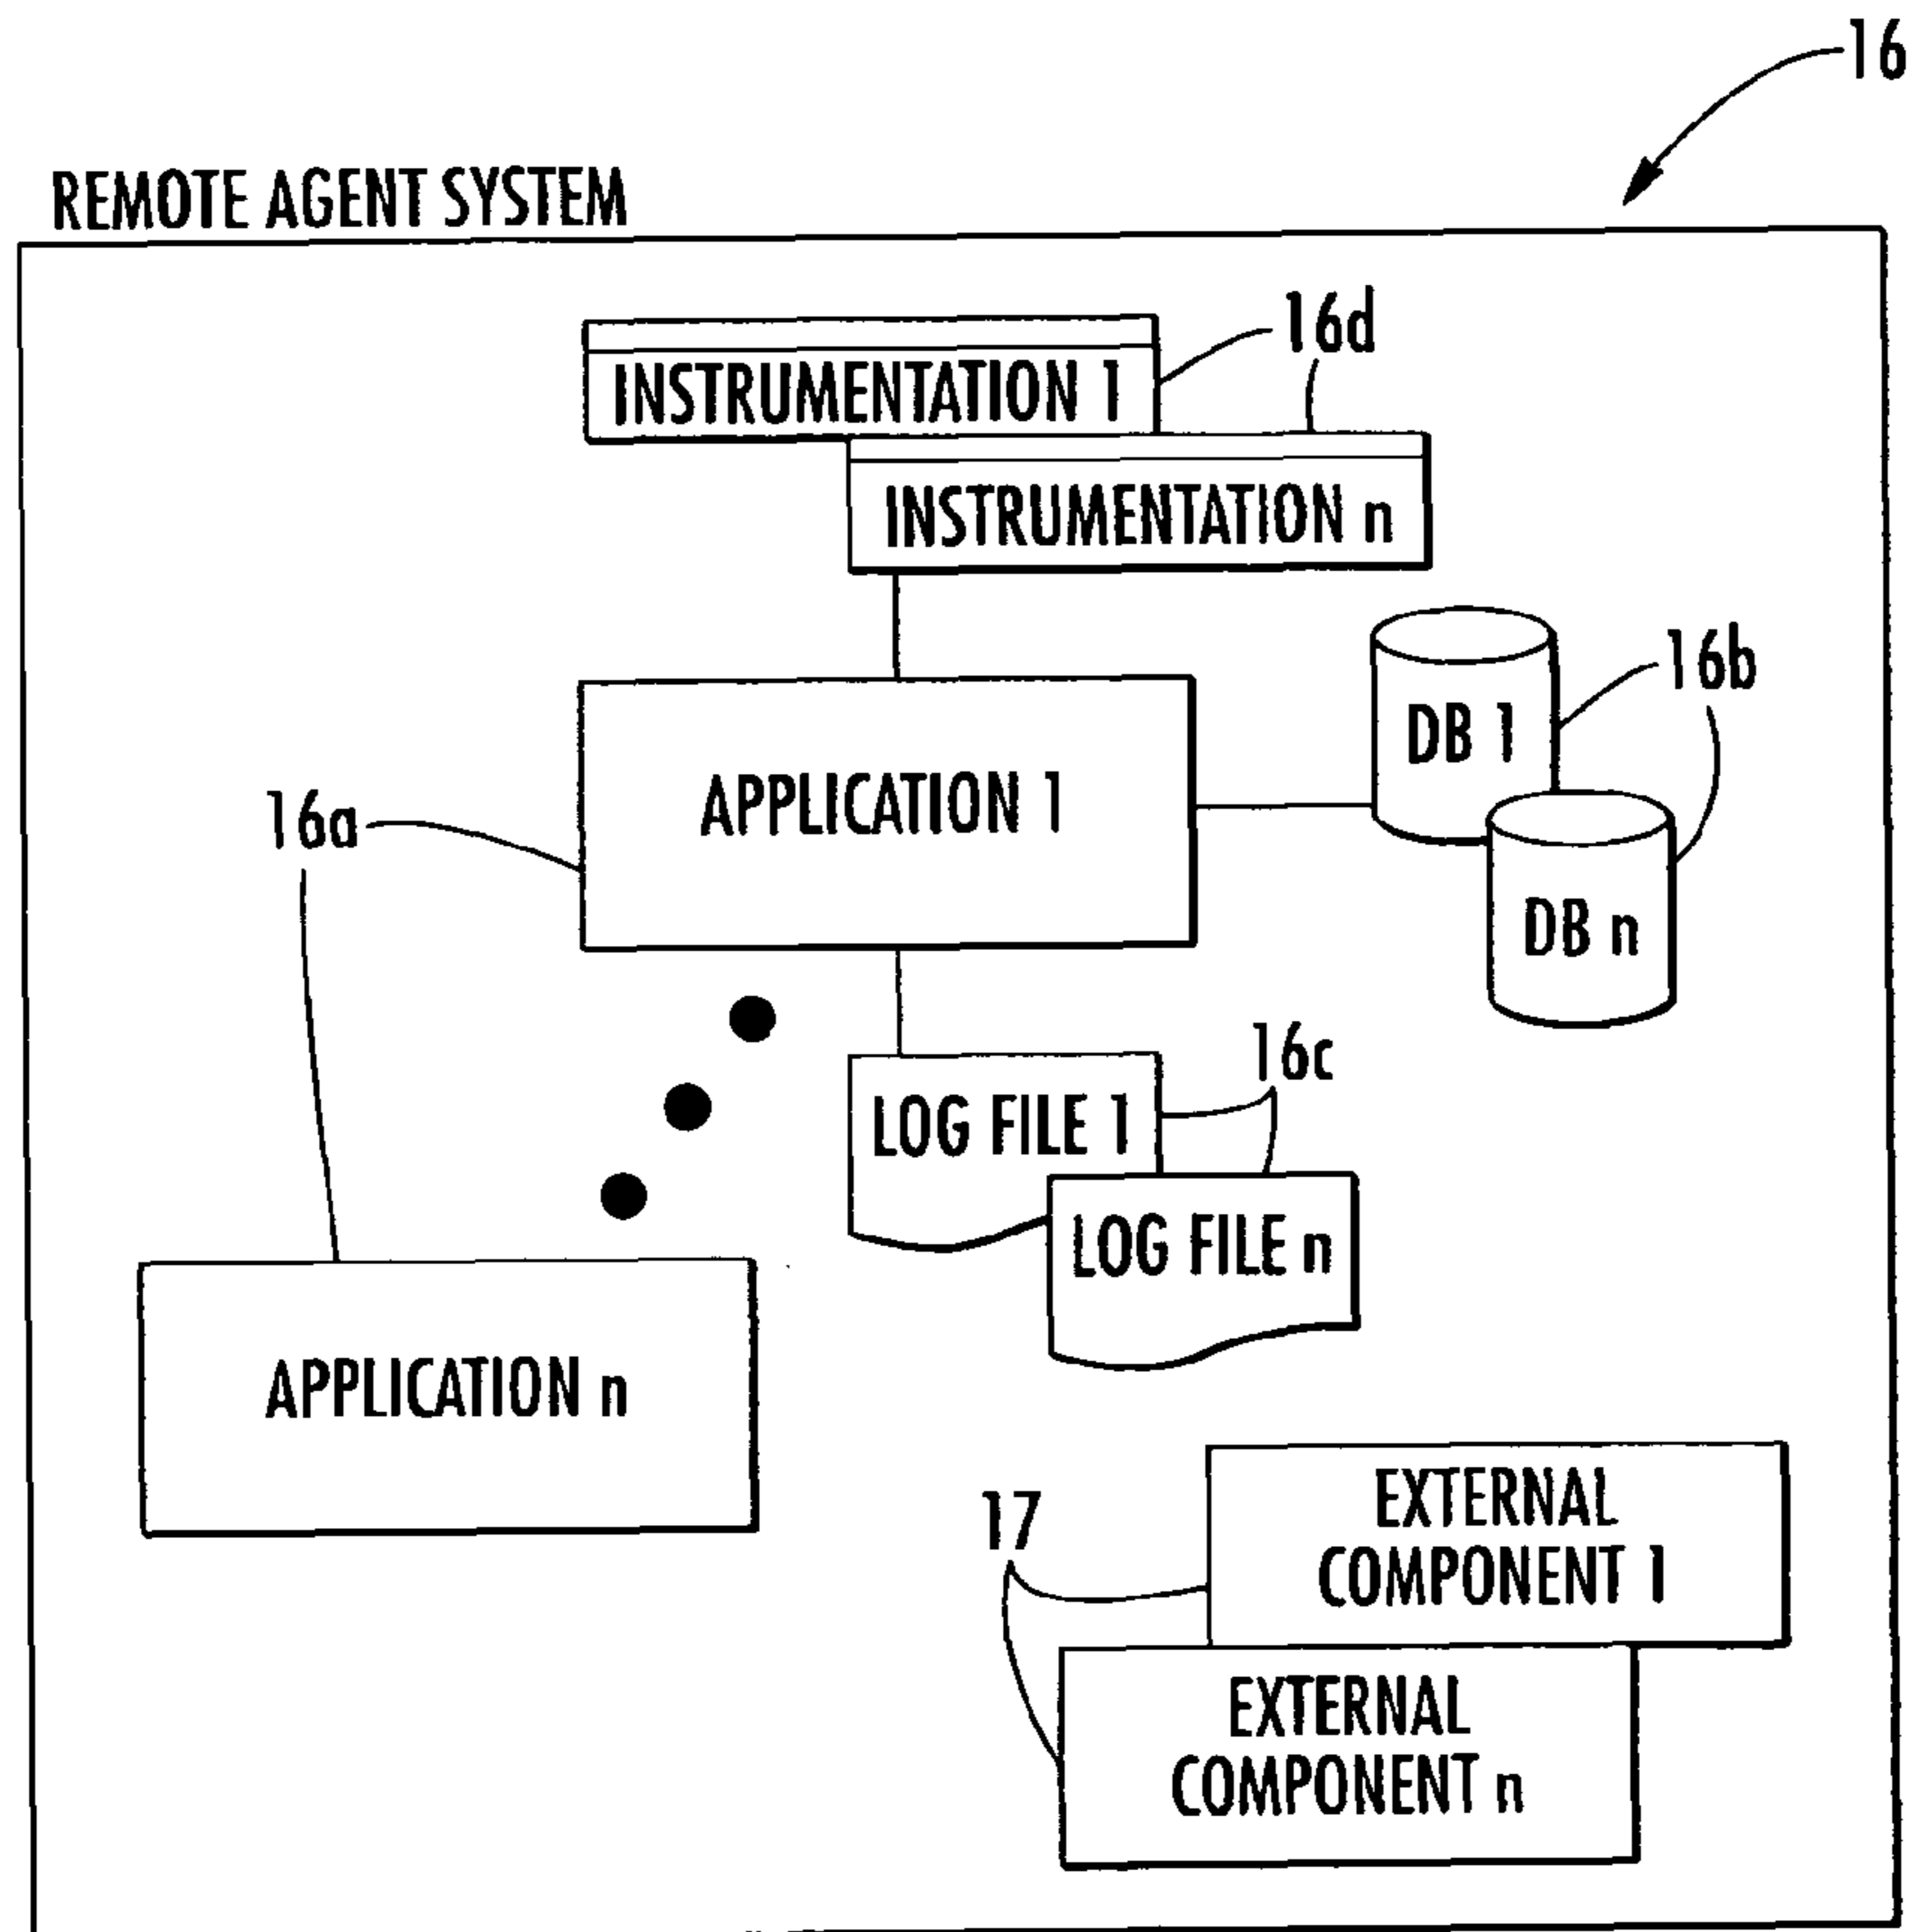 16
REMOTE AGENT SYSTEM
16d
INSTRUMENTATION 1
INSTRUMENTATION n
16b
DB 1
16a
APPLICATION 1
DB n
16c
LOG FILE 1
LOG FILE n
APPLICATION n
17
EXTERNAL
COMPONENT 1
EXTERNAL
COMPONENT n